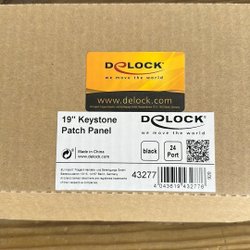 DeLOCK
we move the world
www.delock.com
19" Keystone
Patch Panel
DeLOCK
we move the world
Made in China
www.delock.com
black
24
Port
43277
4 043619 432776